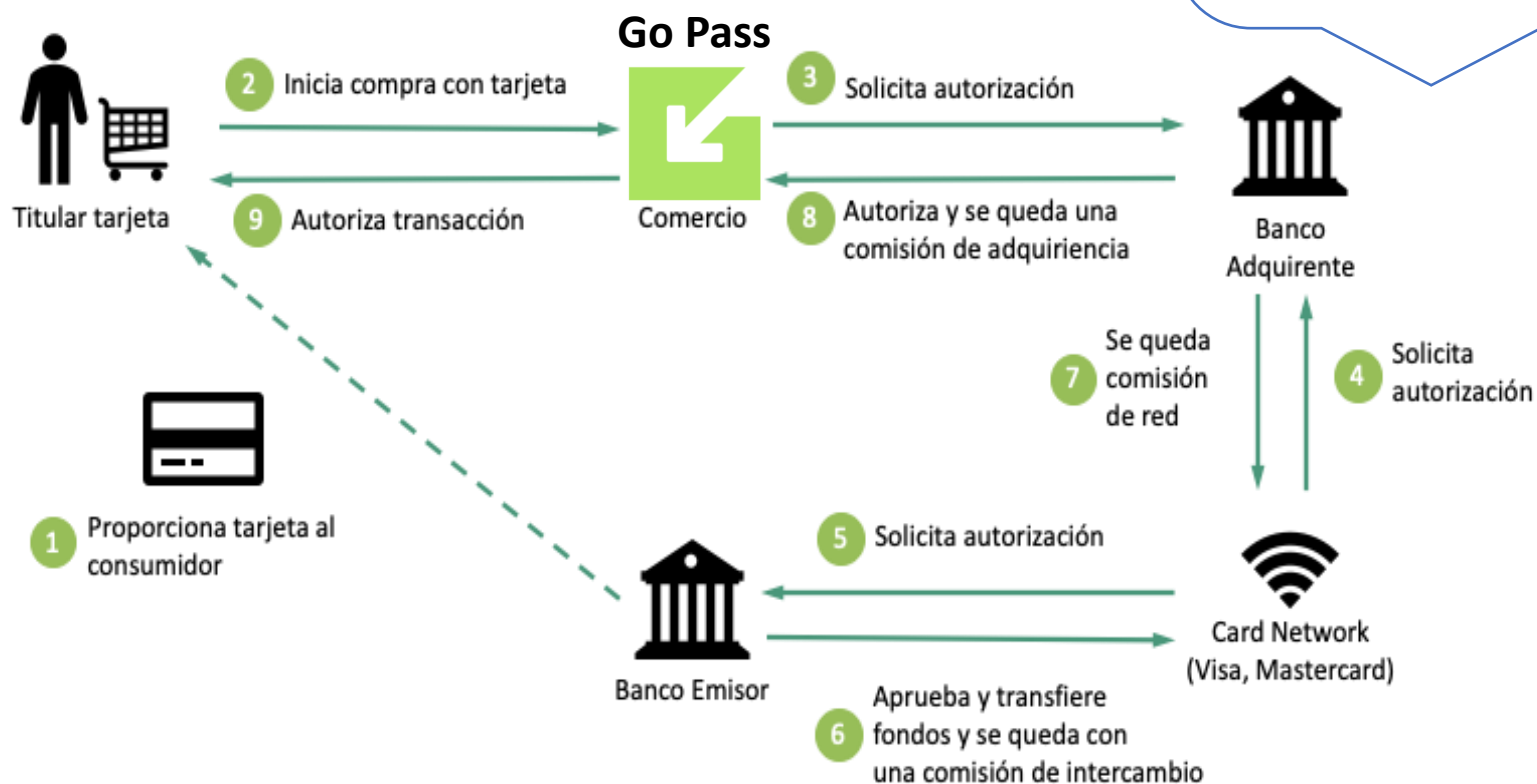 Go Pass
2 Inicia compra con tarjeta
3 Solicita autorización
Titular tarjeta
9 Autoriza transacción
Comercio
8 Autoriza y se queda una
comisión de adquiriencia
Banco
Adquirente
7 Se queda
comisión
de red
4 Solicita
autorización
1 Proporciona tarjeta al
consumidor
5 Solicita autorización
Banco Emisor
Card Network
(Visa, Mastercard)
6 Aprueba y transfiere
fondos y se queda con
una comisión de intercambio